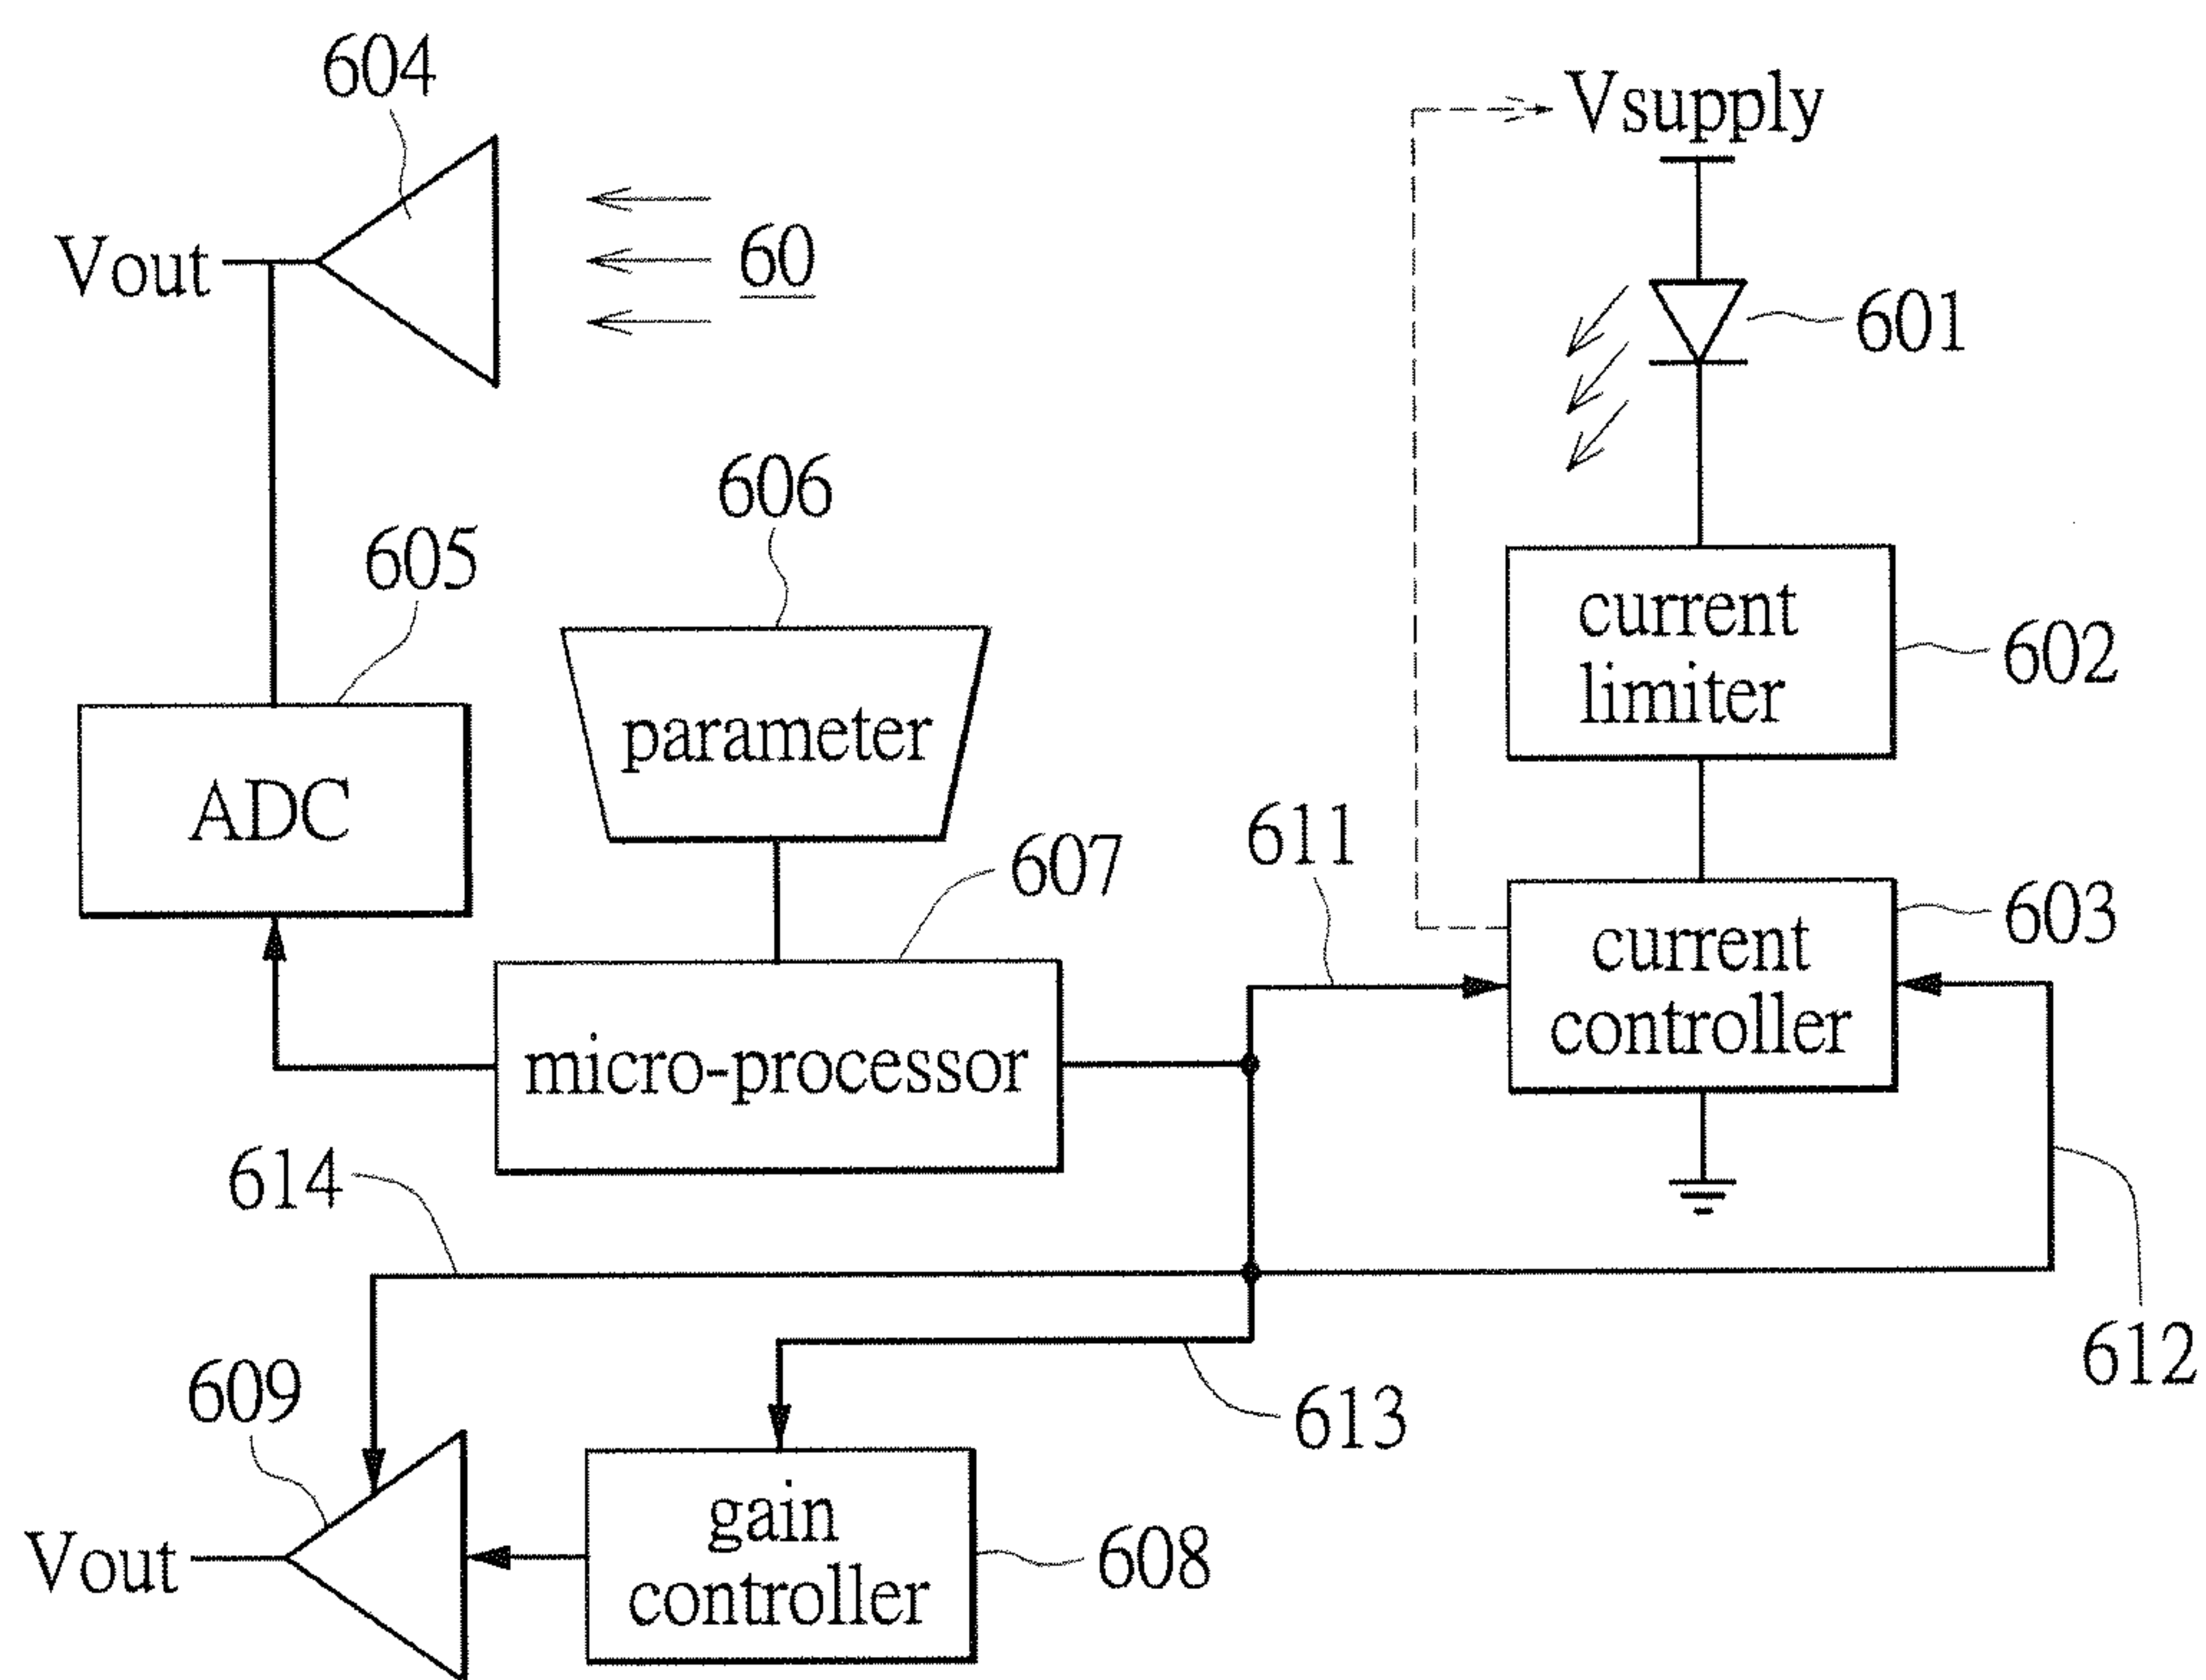 604
Vsupply
Vout
60
601
606
605
current
limiter
602
parameter
ADC
611
607
603
current
controller
micro-processor
614
612
609
613
gain
controller
608
Vout